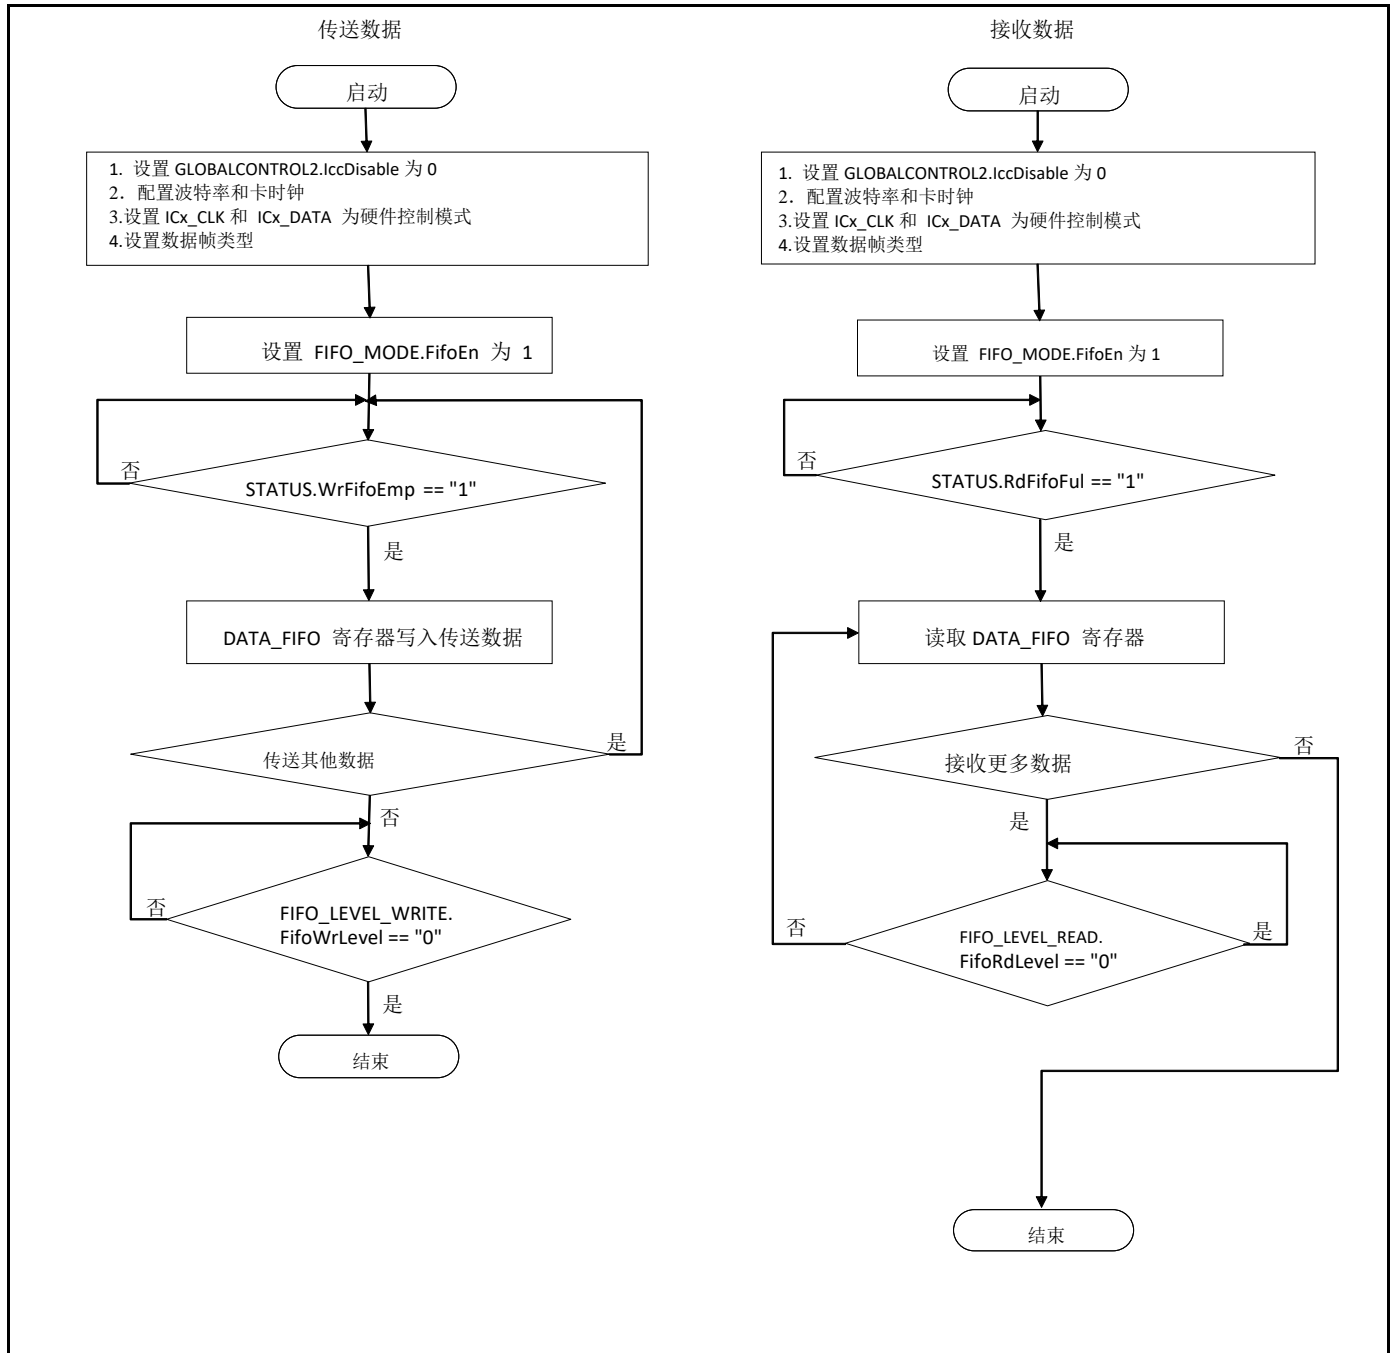 传送数据
启动
1. 设置 GLOBALCONTROL2.IccDisable 为 0
2. 配置波特率和卡时钟
3.设置 ICx_CLK 和 ICx_DATA 为硬件控制模式
4.设置数据帧类型
设置 FIFO_MODE.FifoEn 为 1
否
STATUS.WrFifoEmp == "1"
是
DATA_FIFO 寄存器写入传送数据
传送其他数据
是
否
否
FIFO_LEVEL_WRITE.
FifoWrLevel == "0"
是
结束
接收数据
启动
1. 设置 GLOBALCONTROL2.IccDisable 为 0
2. 配置波特率和卡时钟
3.设置 ICx_CLK 和 ICx_DATA 为硬件控制模式
4.设置数据帧类型
设置 FIFO_MODE.FifoEn 为 1
否
STATUS.RdFifoFul == "1"
是
读取 DATA_FIFO 寄存器
接收更多数据
否
是
否
FIFO_LEVEL_READ.
FifoRdLevel == "0"
是
结束